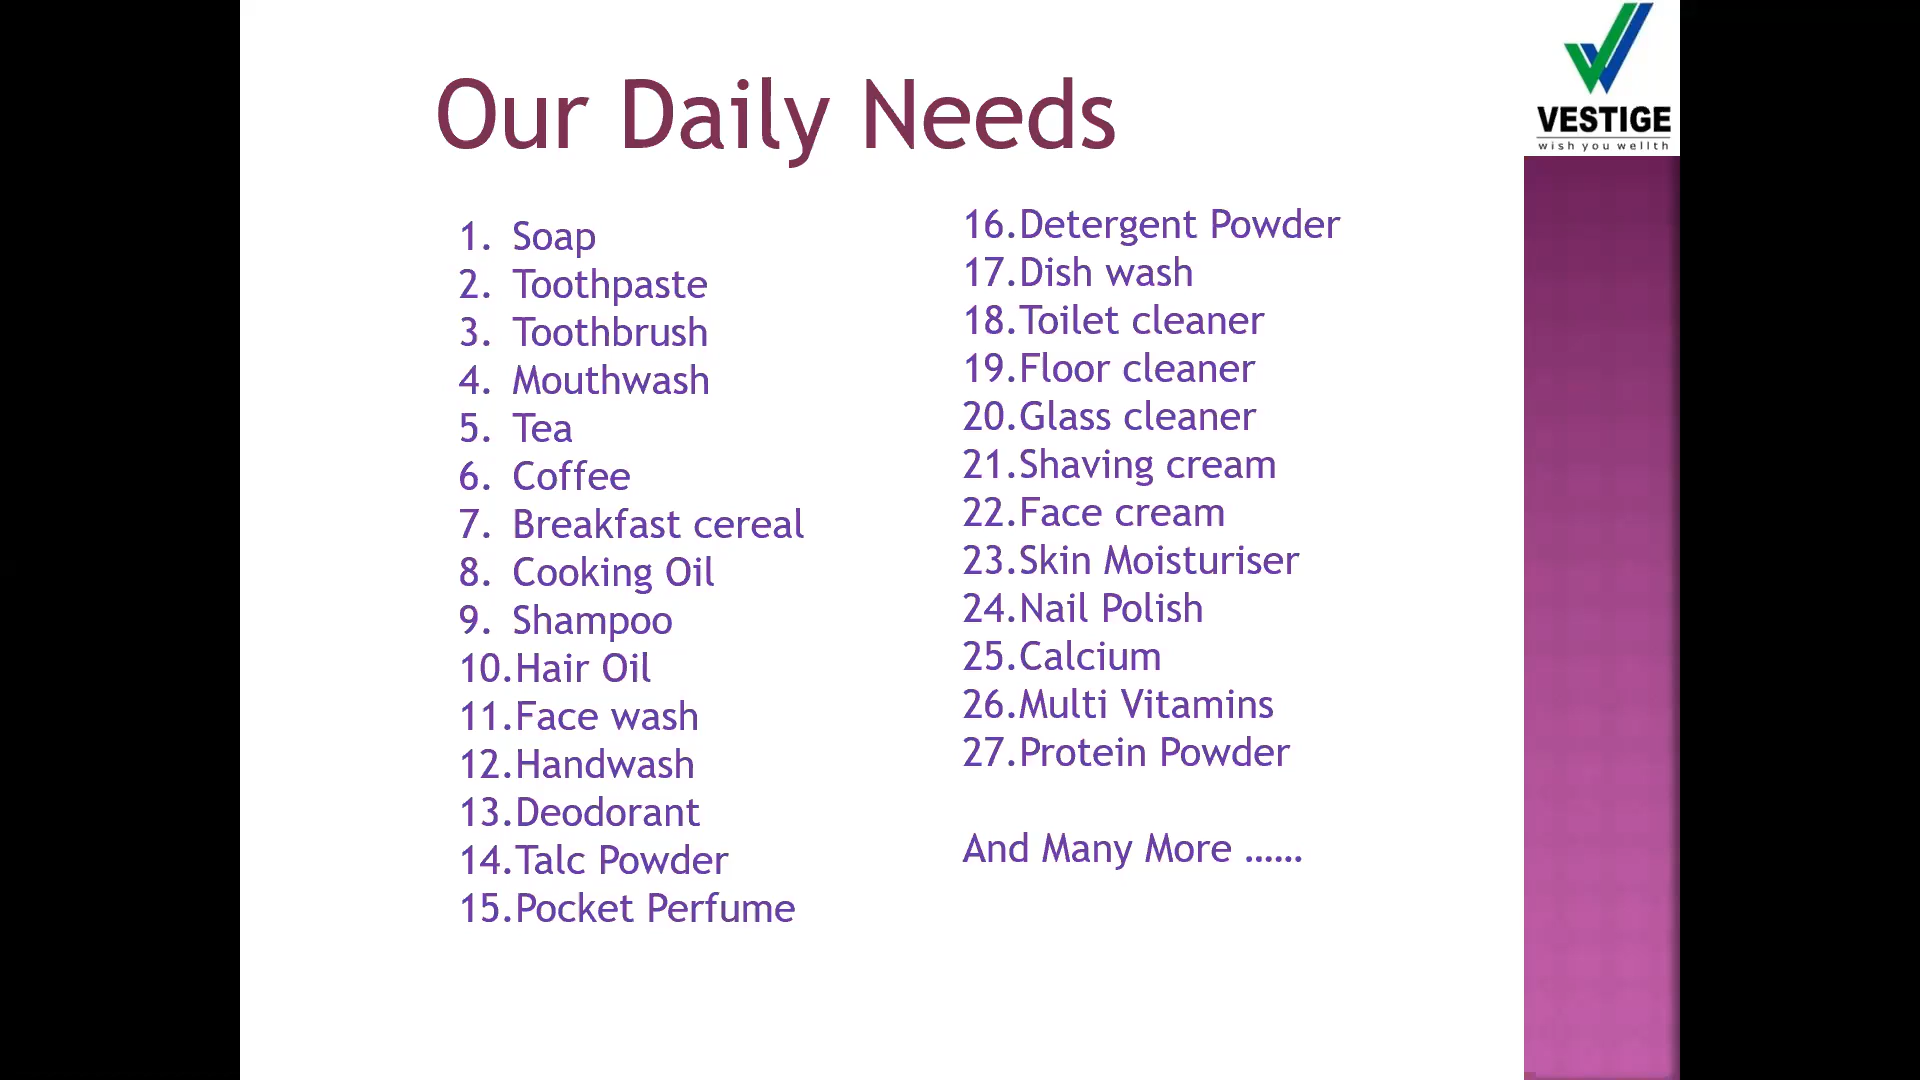 Our Daily Needs
VESTIGE
wish you wellth
1. Soap
2. Toothpaste
3. Toothbrush
4. Mouthwash
5. Tea
6. Coffee
7. Breakfast cereal
8. Cooking Oil
9. Shampoo
10.Hair Oil
11.Face wash
12.Handwash
13.Deodorant
14.Talc Powder
15.Pocket Perfume
16.Detergent Powder
17.Dish wash
18.Toilet cleaner
19.Floor cleaner
20.Glass cleaner
21.Shaving cream
22.Face cream
23.Skin Moisturiser
24.Nail Polish
25.Calcium
26.Multi Vitamins
27.Protein Powder
And Many More ……